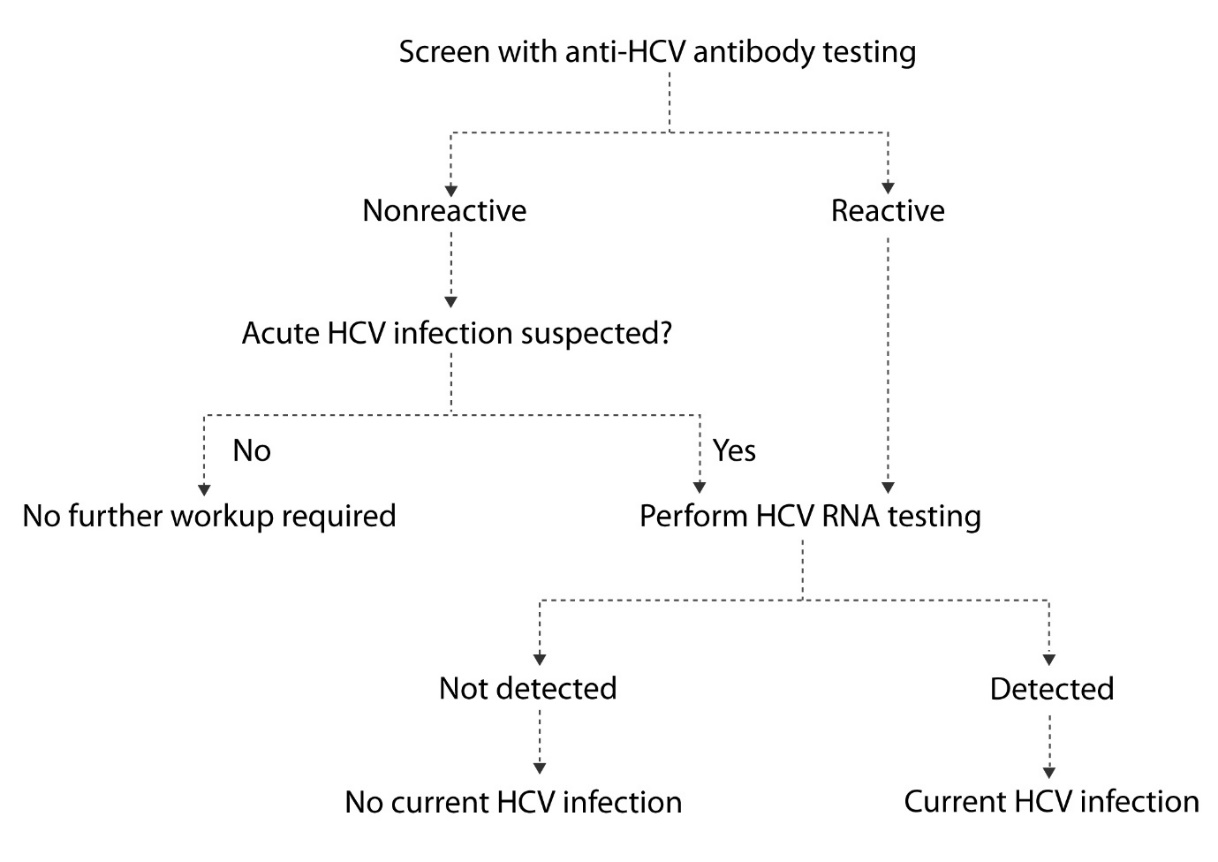 Screen with anti-HCV antibody testing
Nonreactive
Reactive
Acute HCV infection suspected?
No
Yes
No further workup required
Perform HCV RNA testing
Not detected
Detected
No current HCV infection
Current HCV infection